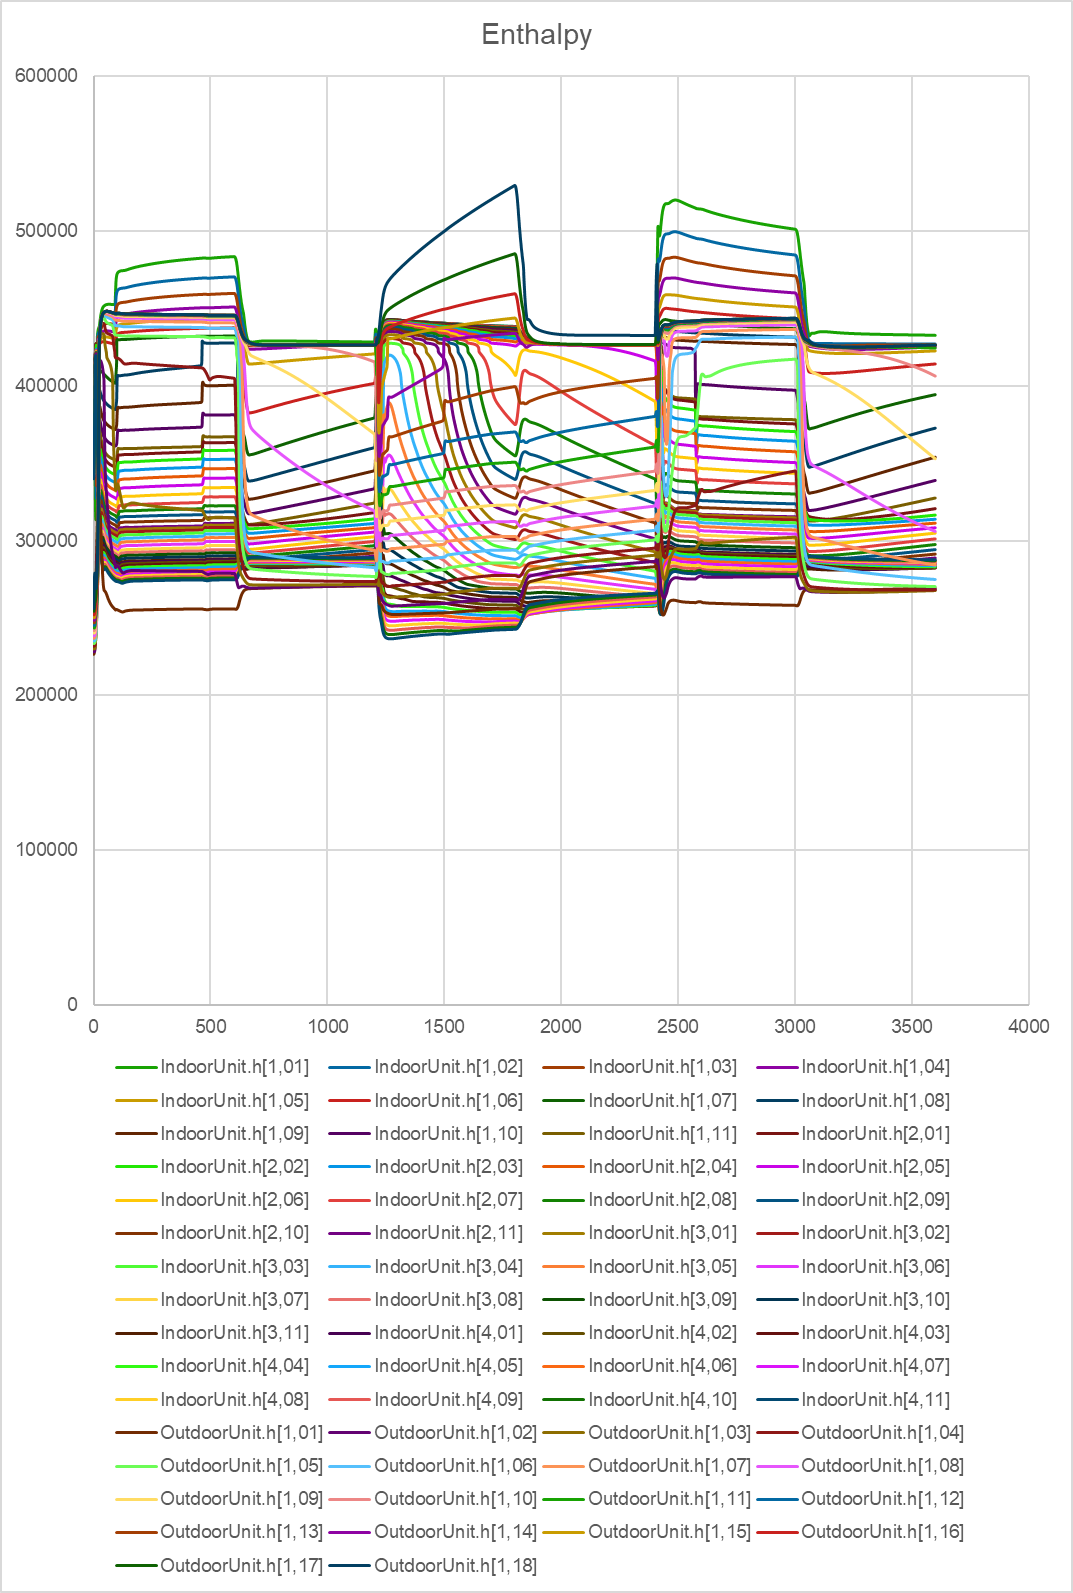 Enthalpy
600000
500000
400000
300000
200000
100000
0
0 500 1000 1500 2000 2500 3000 3500 4000
IndoorUnit.h[1,01] IndoorUnit.h[1,02] IndoorUnit.h[1,03] IndoorUnit.h[1,04]
IndoorUnit.h[1,05] IndoorUnit.h[1,06] IndoorUnit.h[1,07] IndoorUnit.h[1,08]
IndoorUnit.h[1,09] IndoorUnit.h[1,10] IndoorUnit.h[1,11] IndoorUnit.h[2,01]
IndoorUnit.h[2,02] IndoorUnit.h[2,03] IndoorUnit.h[2,04] IndoorUnit.h[2,05]
IndoorUnit.h[2,06] IndoorUnit.h[2,07] IndoorUnit.h[2,08] IndoorUnit.h[2,09]
IndoorUnit.h[2,10] IndoorUnit.h[2,11] IndoorUnit.h[3,01] IndoorUnit.h[3,02]
IndoorUnit.h[3,03] IndoorUnit.h[3,04] IndoorUnit.h[3,05] IndoorUnit.h[3,06]
IndoorUnit.h[3,07] IndoorUnit.h[3,08] IndoorUnit.h[3,09] IndoorUnit.h[3,10]
IndoorUnit.h[3,11] IndoorUnit.h[4,01] IndoorUnit.h[4,02] IndoorUnit.h[4,03]
IndoorUnit.h[4,04] IndoorUnit.h[4,05] IndoorUnit.h[4,06] IndoorUnit.h[4,07]
IndoorUnit.h[4,08] IndoorUnit.h[4,09] IndoorUnit.h[4,10] IndoorUnit.h[4,11]
OutdoorUnit.h[1,01] OutdoorUnit.h[1,02] OutdoorUnit.h[1,03] OutdoorUnit.h[1,04]
OutdoorUnit.h[1,05] OutdoorUnit.h[1,06] OutdoorUnit.h[1,07] OutdoorUnit.h[1,08]
OutdoorUnit.h[1,09] OutdoorUnit.h[1,10] OutdoorUnit.h[1,11] OutdoorUnit.h[1,12]
OutdoorUnit.h[1,13] OutdoorUnit.h[1,14] OutdoorUnit.h[1,15] OutdoorUnit.h[1,16]
OutdoorUnit.h[1,17] OutdoorUnit.h[1,18]